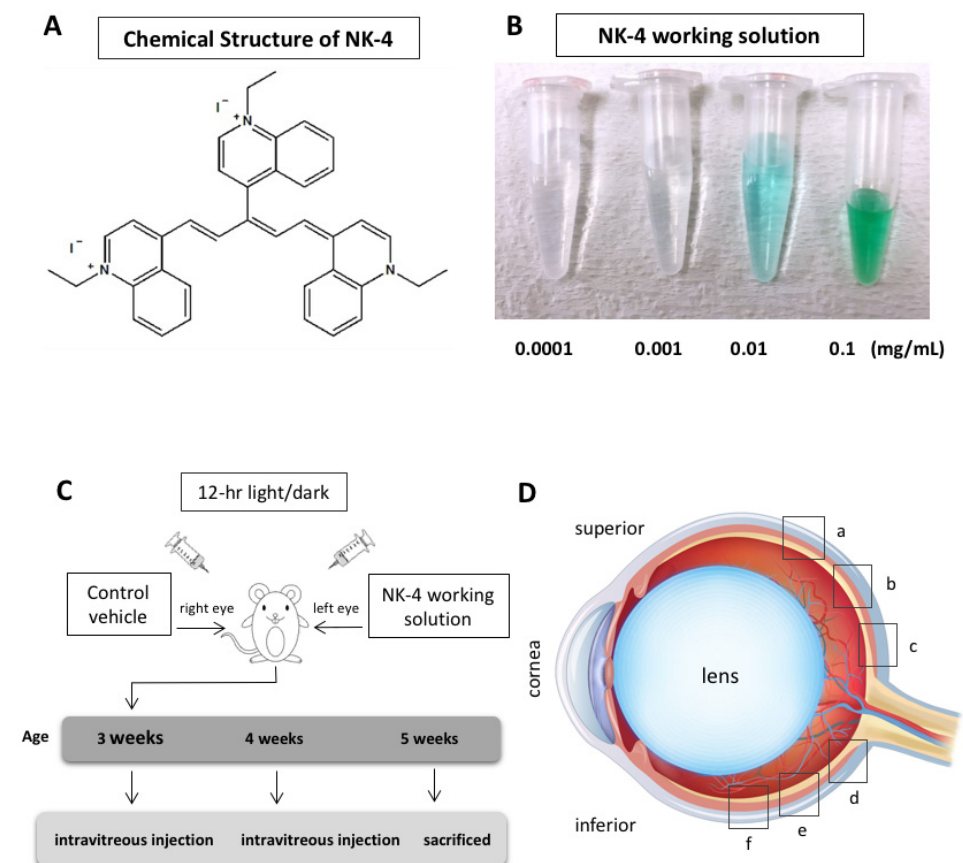 A
Chemical Structure of NK-4
I⁻
+N
I⁻
+N
N
B
NK-4 working solution
0.0001 0.001 0.01 0.1 (mg/mL)
C
12-hr light/dark
Control
vehicle
right eye
left eye
NK-4 working
solution
Age 3 weeks 4 weeks 5 weeks
intravitreous injection intravitreous injection sacrificed
D
superior
a
b
c
cornea
lens
d
e
f
inferior